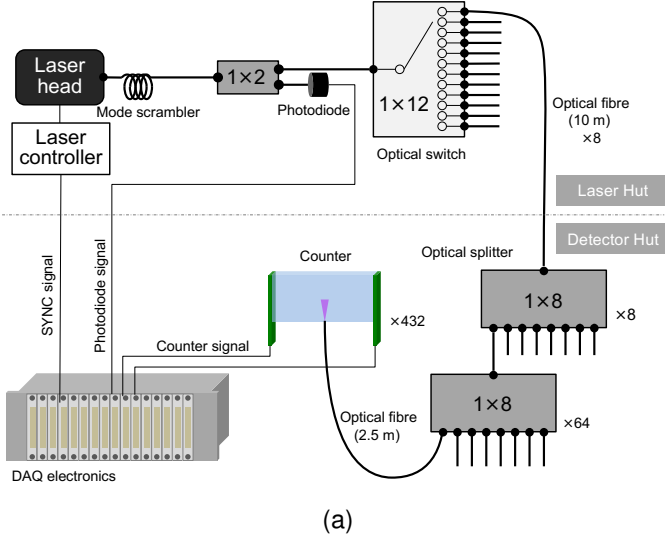 Laser
head
Mode scrambler
1×2
Photodiode
1×12
Optical switch
Optical fibre
(10 m)
×8
Laser
controller
Laser Hut
Detector Hut
SYNC signal
Photodiode signal
Counter
Counter signal
×432
Optical splitter
1×8
×8
1×8
×64
Optical fibre
(2.5 m)
DAQ electronics
(a)